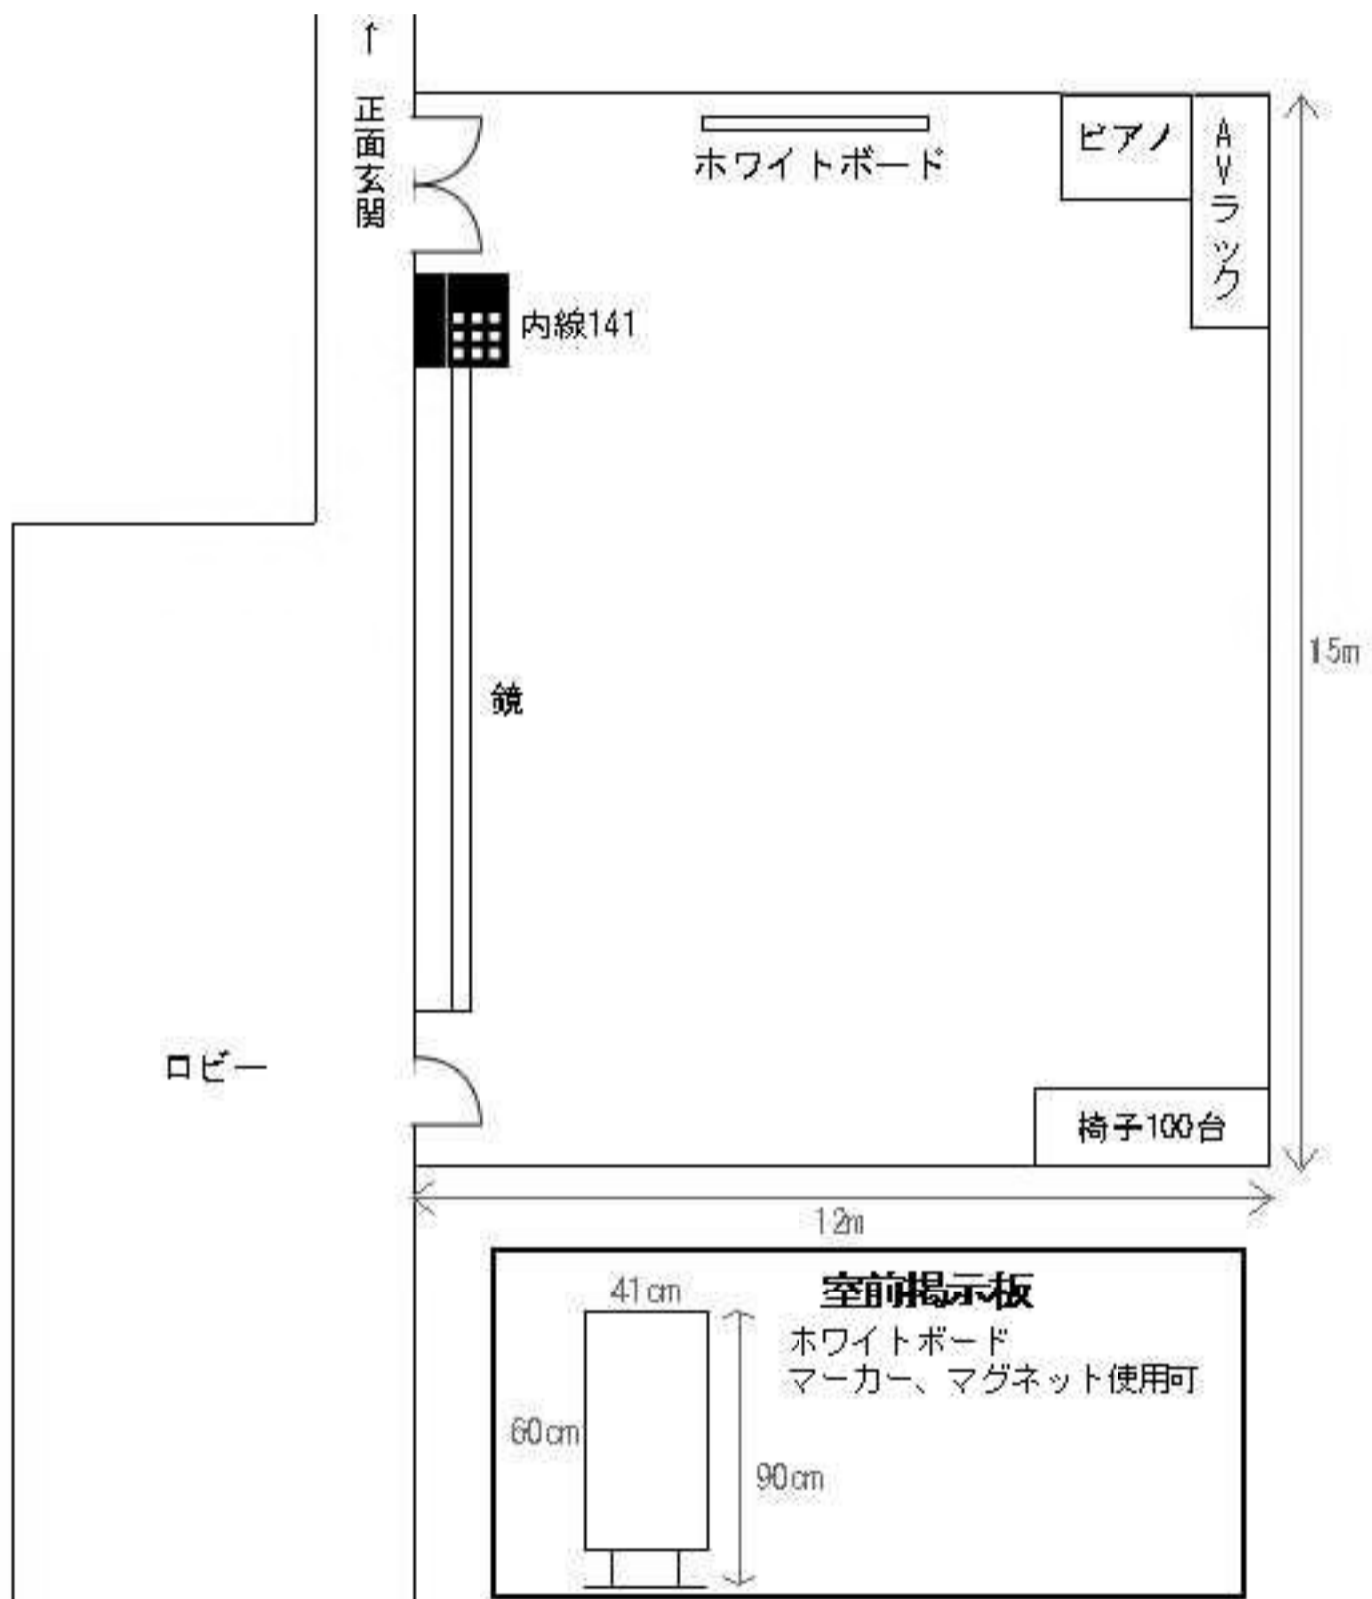 ↑
正面玄関
ホワイトボード
ピアノ
AVラック
内線141
15m
鏡
ロビー
椅子100台
12m
室前掲示板
41cm
ホワイトボード
マーカー、マグネット使用可
60cm
90cm